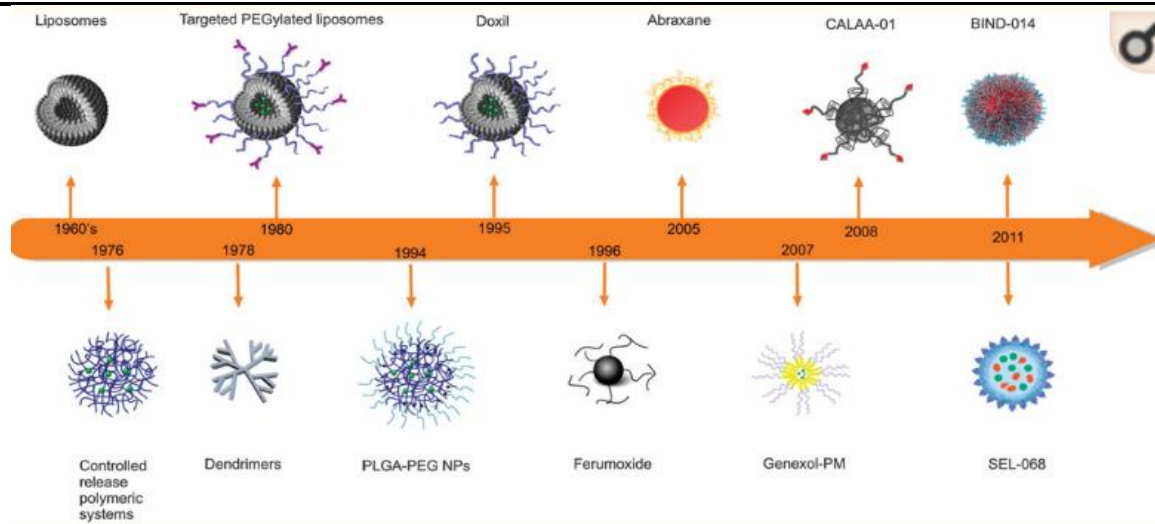 Liposomes
Targeted PEGylated liposomes
Doxil
Abraxane
CALAA-01
BIND-014
1960's
1980
1995
2005
2008
2011
1976
1978
1994
1996
2007
Controlled
release
polymeric
systems
Dendrimers
PLGA-PEG NPs
Ferumoxide
Genexol-PM
SEL-068